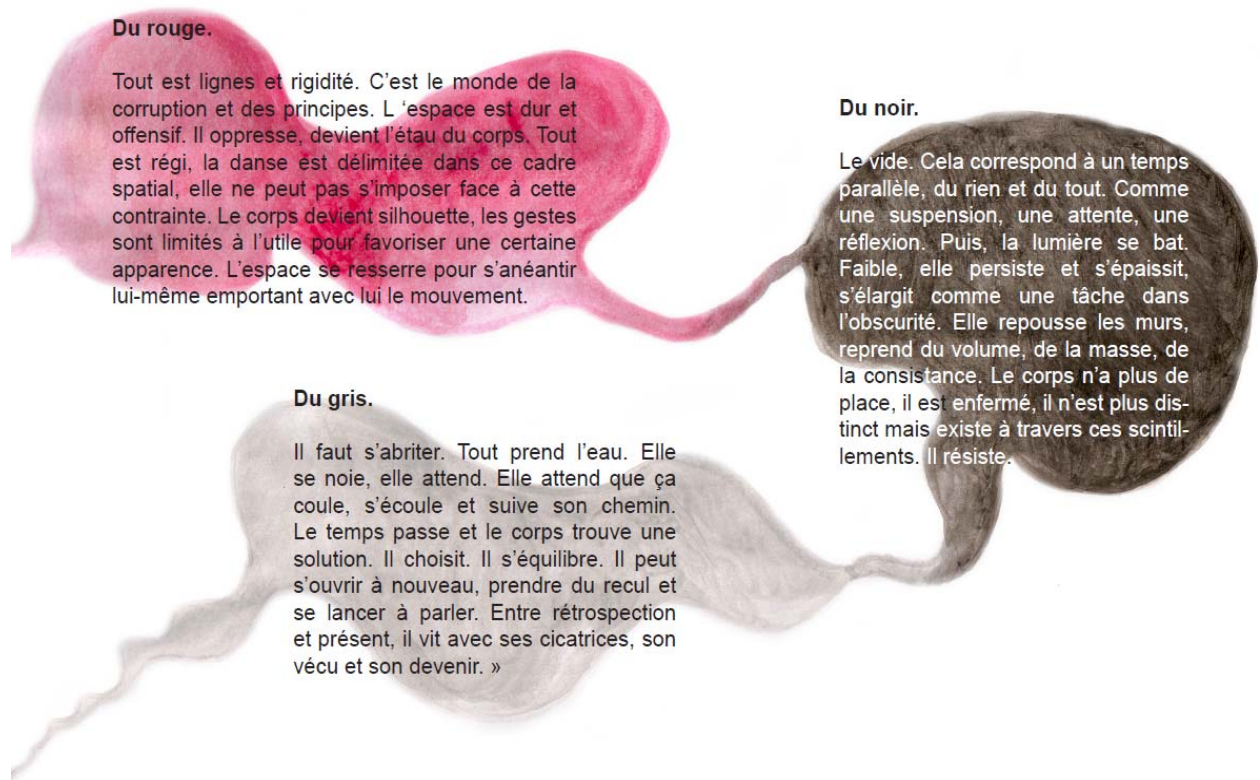 Du rouge.
Tout est lignes et rigidité. C’est le monde de la
corruption et des principes. L ‘espace est dur et
offensif. Il oppresse, devient l’étau du corps. Tout
est régi, la danse est délimitée dans ce cadre
spatial, elle ne peut pas s’imposer face à cette
contrainte. Le corps devient silhouette, les gestes
sont limités à l’utile pour favoriser une certaine
apparence. L’espace se resserre pour s’anéantir
lui-même emportant avec lui le mouvement.
Du noir.
Le vide. Cela correspond à un temps
parallèle, du rien et du tout. Comme
une suspension, une attente, une
réflexion. Puis, la lumière se bat.
Faible, elle persiste et s’épaissit,
s’élargit comme une tâche dans
l’obscurité. Elle repousse les murs,
reprend du volume, de la masse, de
la consistance. Le corps n’a plus de
place, il est enfermé, il n’est plus dis-
tinct mais existe à travers ces scintil-
lements. Il résiste.
Du gris.
Il faut s’abriter. Tout prend l’eau. Elle
se noie, elle attend. Elle attend que ça
coule, s’écoule et suive son chemin.
Le temps passe et le corps trouve une
solution. Il choisit. Il s’équilibre. Il peut
s’ouvrir à nouveau, prendre du recul et
se lancer à parler. Entre rétrospection
et présent, il vit avec ses cicatrices, son
vécu et son devenir. »